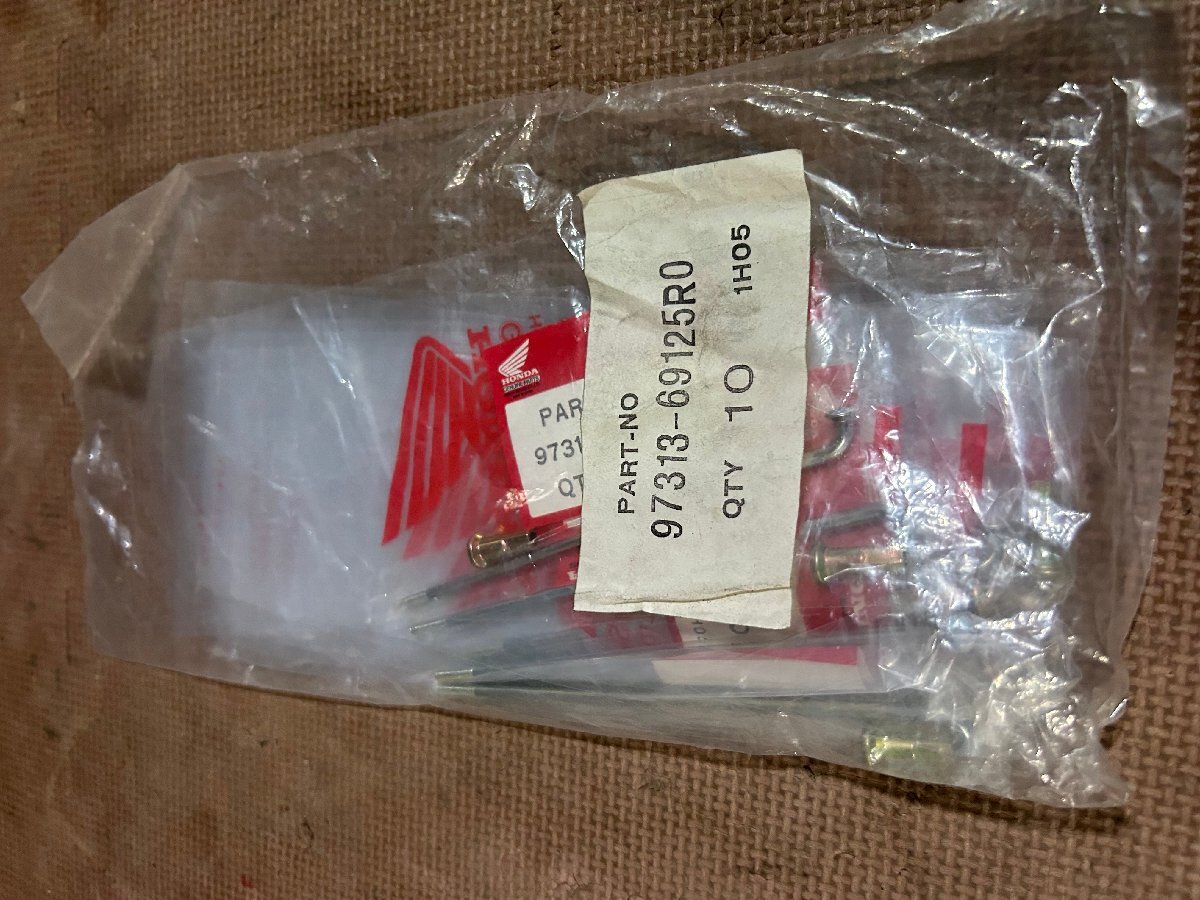 PART-NO
97313-69125R0
QTY 10 1H05
HONDA
PAR
9731
QT